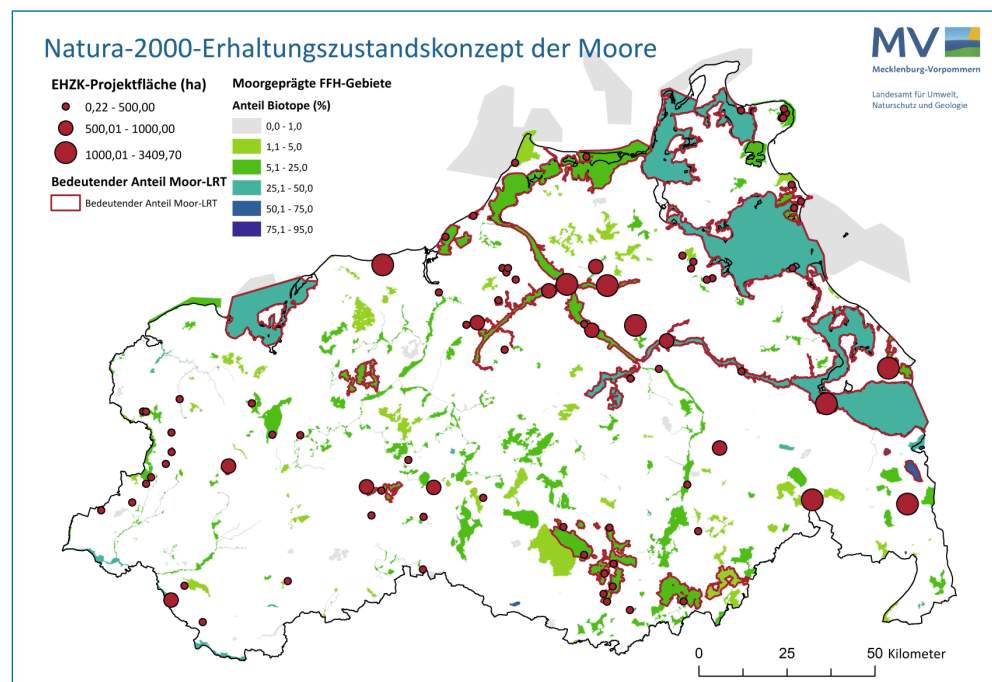 Natura-2000-Erhaltungszustandskonzept der Moore
MV
Mecklenburg-Vorpommern
Landesamt für Umwelt,
Naturschutz und Geologie
EHZK-Projektfläche (ha)
0,22 - 500,00
500,01 - 1000,00
1000,01 - 3409,70
Bedeutender Anteil Moor-LRT
Bedeutender Anteil Moor-LRT
Moorgeprägte FFH-Gebiete
Anteil Biotope (%)
0,0 - 1,0
1,1 - 5,0
5,1 - 25,0
25,1 - 50,0
50,1 - 75,0
75,1 - 95,0
0 25 50 Kilometer